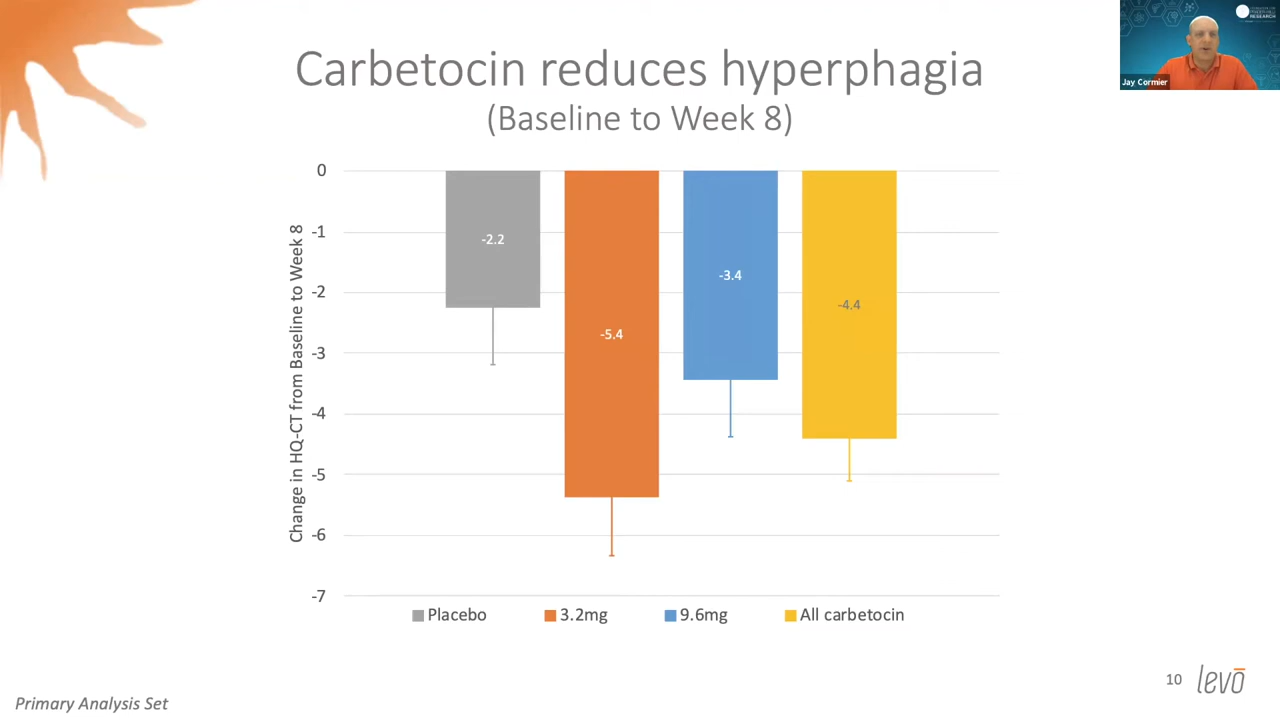 Carbetocin reduces hyperphagia
(Baseline to Week 8)
Jay Cormier
RESEARCH
Change in HQ-CT from Baseline to Week 8
0
-1
-2
-3
-4
-5
-6
-7
-2.2
-5.4
-3.4
-4.4
Placebo
3.2mg
9.6mg
All carbetocin
Primary Analysis Set
10
levō